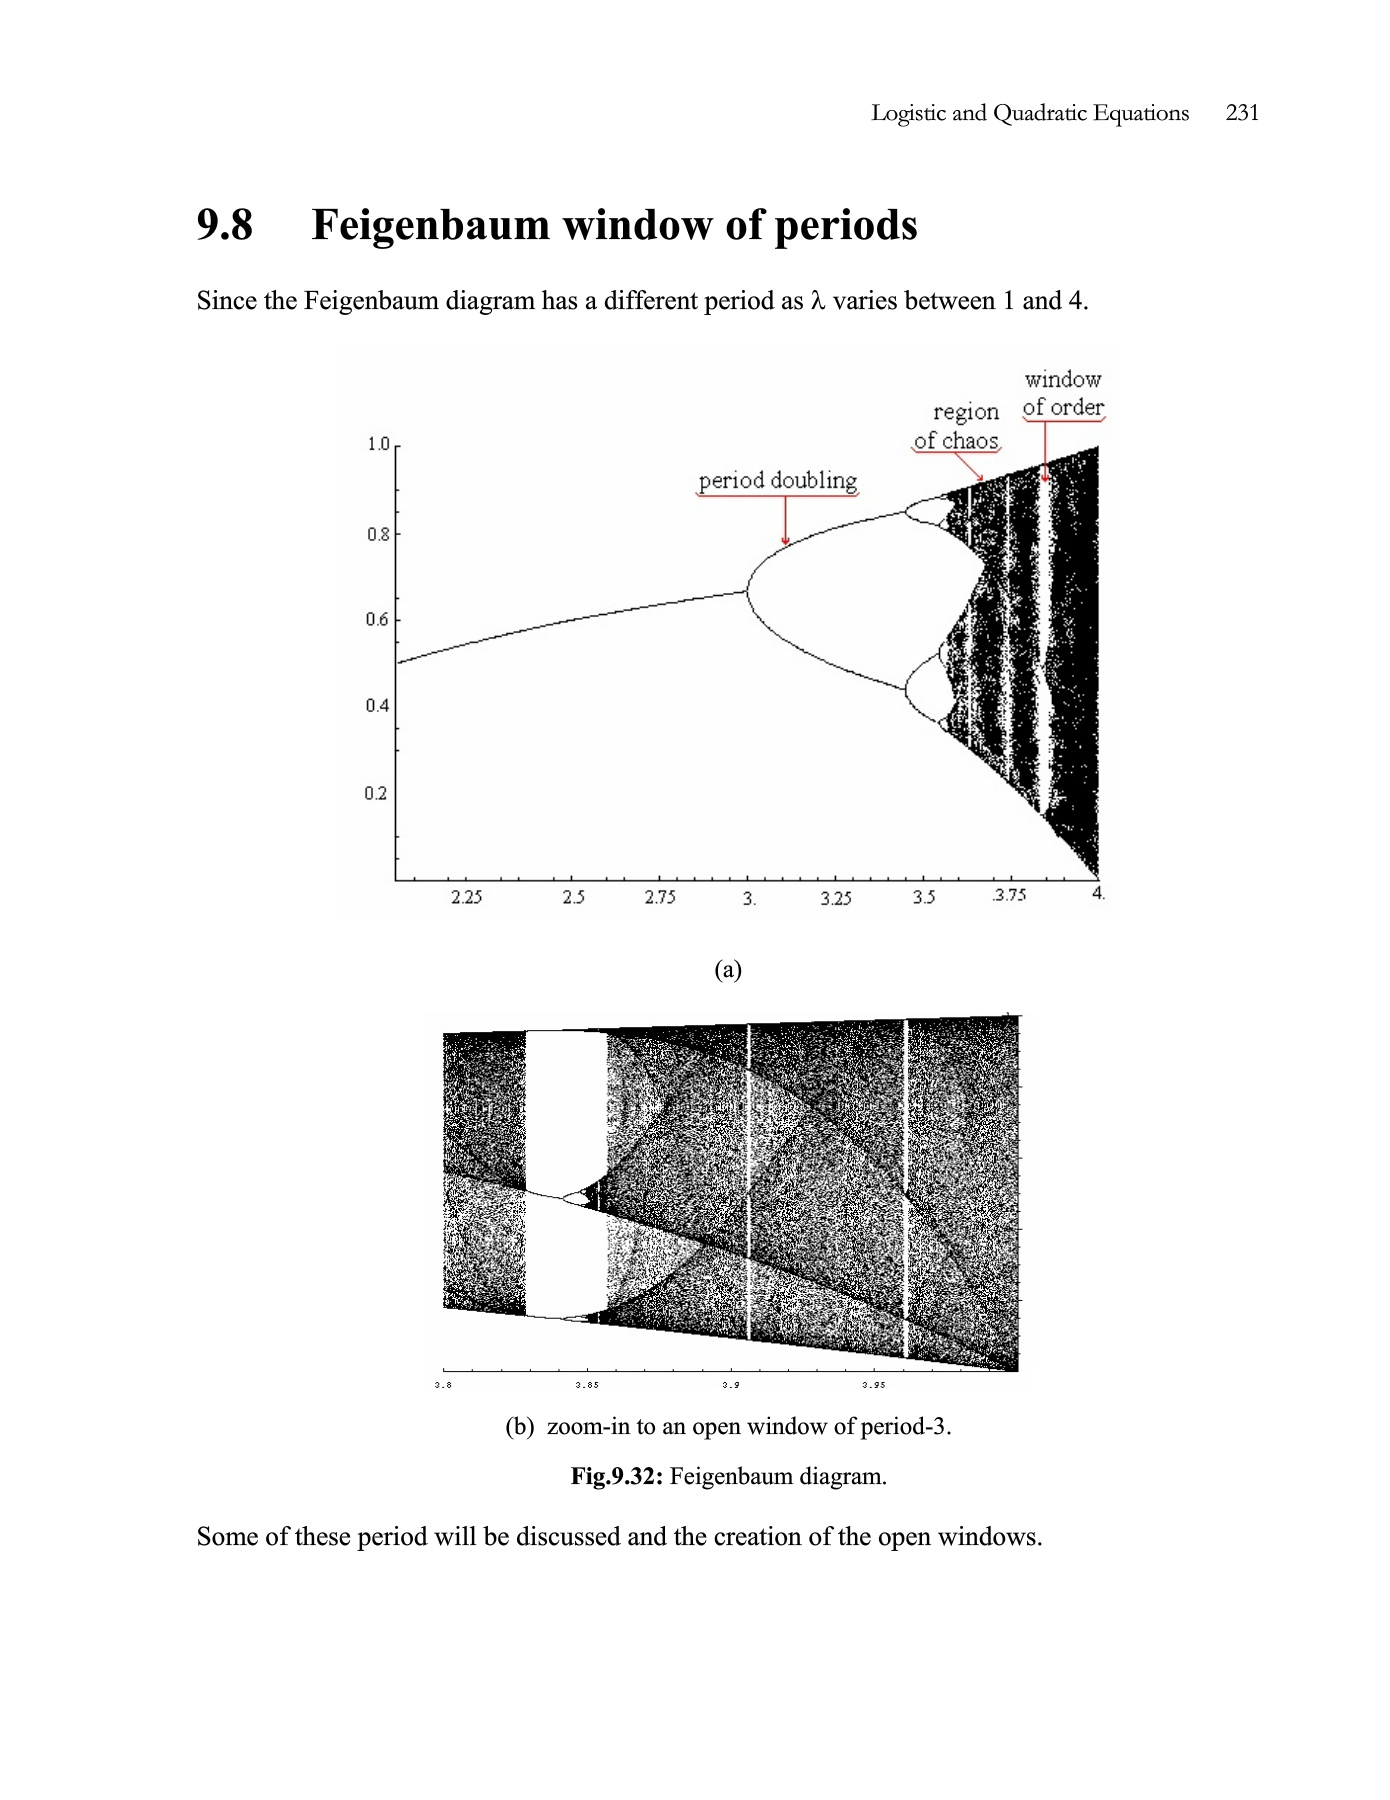 Logistic and Quadratic Equations 231
9.8 Feigenbaum window of periods
Since the Feigenbaum diagram has a different period as λ varies between 1 and 4.
window
of order
region
of chaos
period doubling
1.0
0.8
0.6
0.4
0.2
2.25 2.5 2.75 3. 3.25 3.5 .3.75 4.
(a)
3.8 3.85 3.9 3.95
(b) zoom-in to an open window of period-3.
Fig.9.32: Feigenbaum diagram.
Some of these period will be discussed and the creation of the open windows.